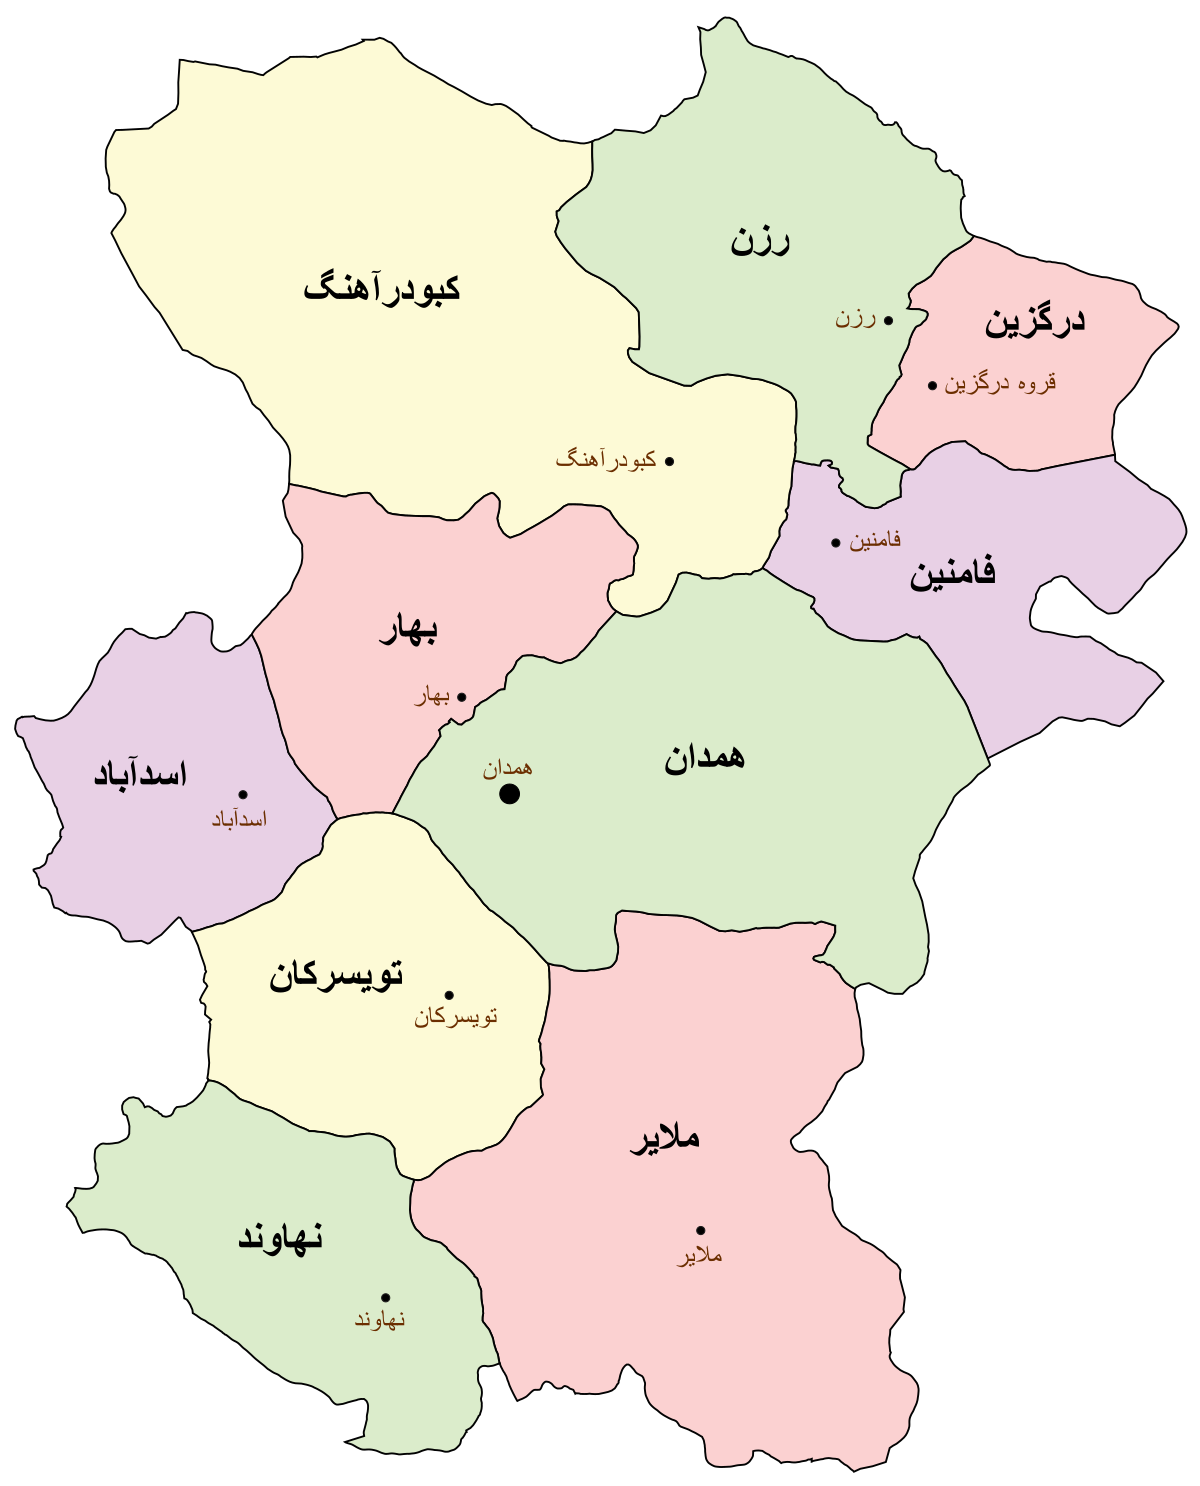 رزن
کبودرآهنگ
درگزین
رزن
قروه درگزین
کبودرآهنگ
فامنین
فامنین
بهار
بهار
همدان
همدان
اسدآباد
اسدآباد
تویسرکان
تویسرکان
ملایر
نهاوند
ملایر
نهاوند